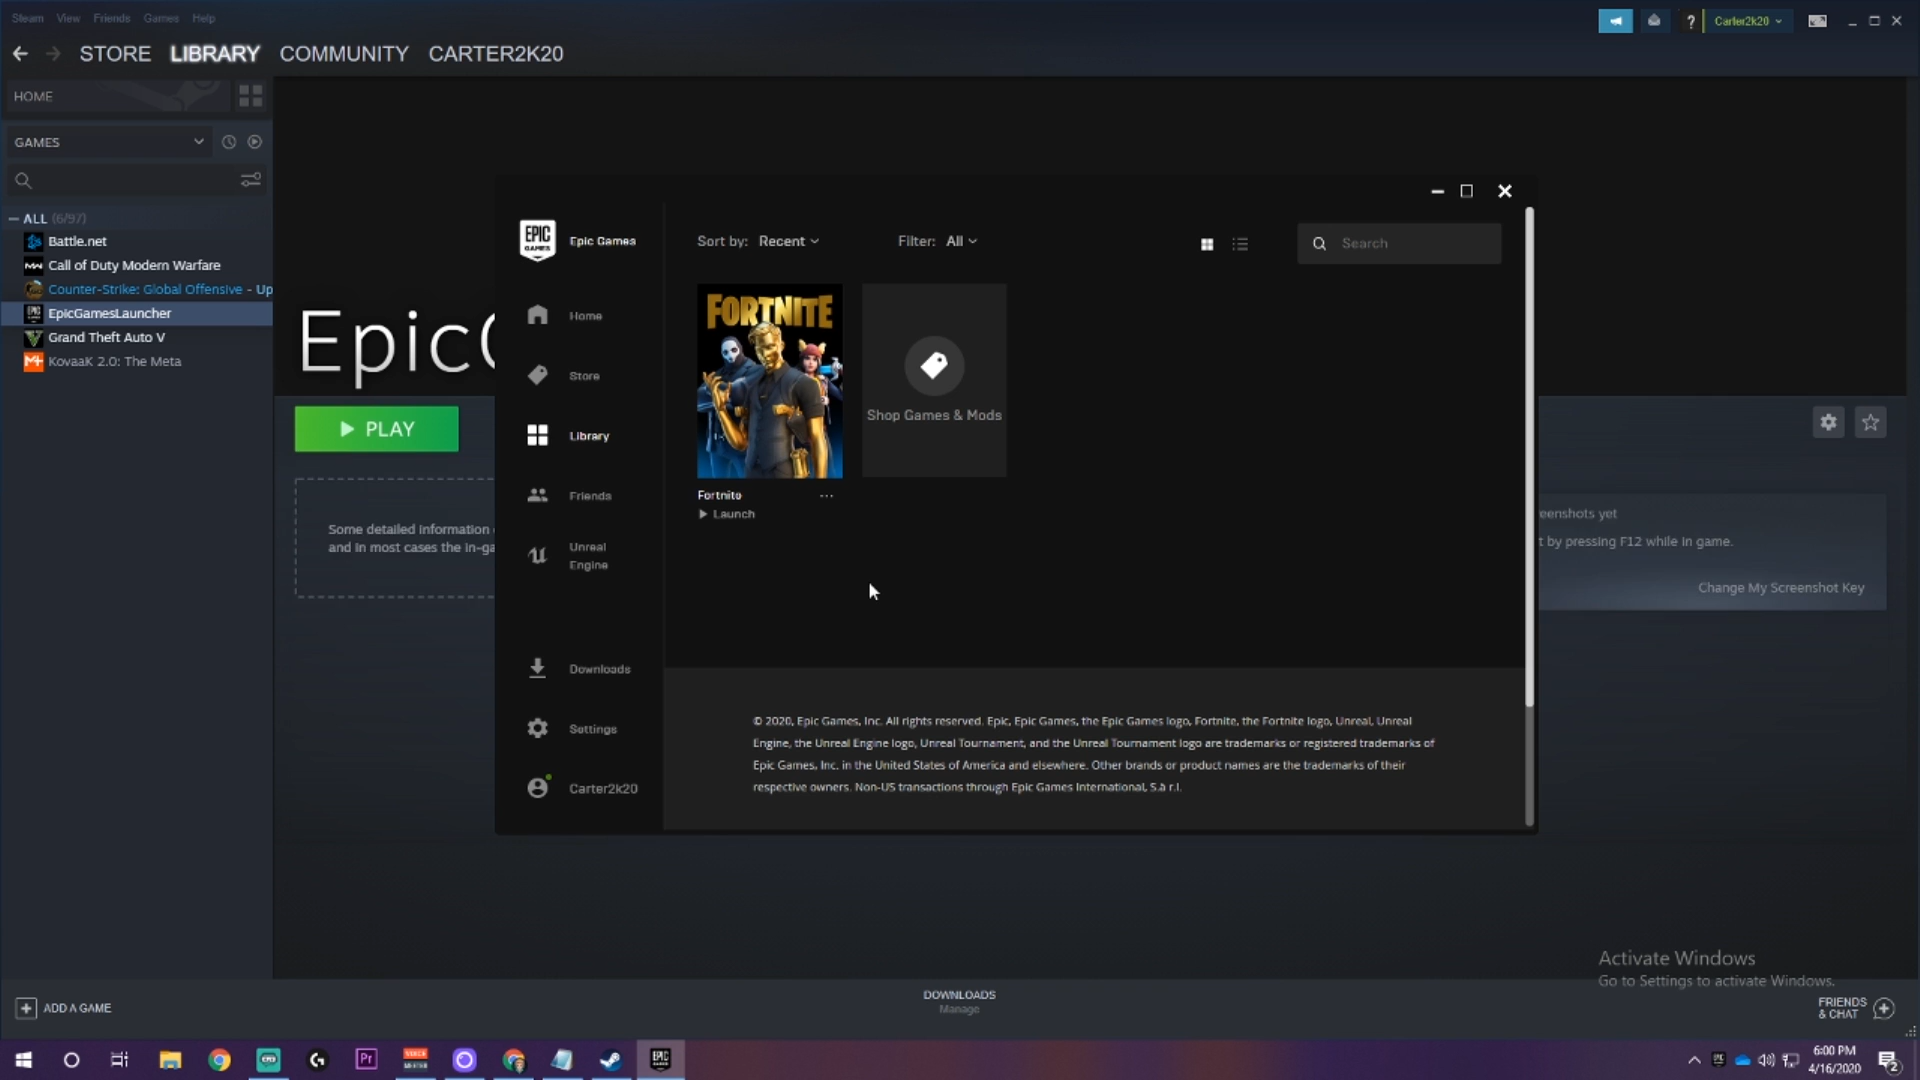 Steam View Friends Games Help
Carter2k20
STORE LIBRARY COMMUNITY CARTER2K20
HOME
GAMES
ALL (6/97)
Battle.net
Call of Duty Modern Warfare
Counter-Strike: Global Offensive - Up
EpicGamesLauncher
Grand Theft Auto V
KovaaK 2.0: The Meta
Epic
PLAY
Some detailed information
and in most cases the in-ga
EPIC
GAMES
Epic Games
Home
Store
Library
Friends
Unreal
Engine
Downloads
Settings
Carter2k20
Sort by: Recent
Filter: All
Search
FORTNITE
Shop Games & Mods
Fortnite
...
Launch
© 2020, Epic Games, Inc. All rights reserved. Epic, Epic Games, the Epic Games logo, Fortnite, the Fortnite logo, Unreal, Unreal
Engine, the Unreal Engine logo, Unreal Tournament, and the Unreal Tournament logo are trademarks or registered trademarks of
Epic Games, Inc. in the United States of America and elsewhere. Other brands or product names are the trademarks of their
respective owners. Non-US transactions through Epic Games International, S.à r.l.
eenshots yet
t by pressing F12 while in game.
Change My Screenshot Key
Activate Windows
Go to Settings to activate Windows.
ADD A GAME
DOWNLOADS
Manage
FRIENDS
& CHAT
Pr
EPIC
GAMES
6:00 PM
4/16/2020
2